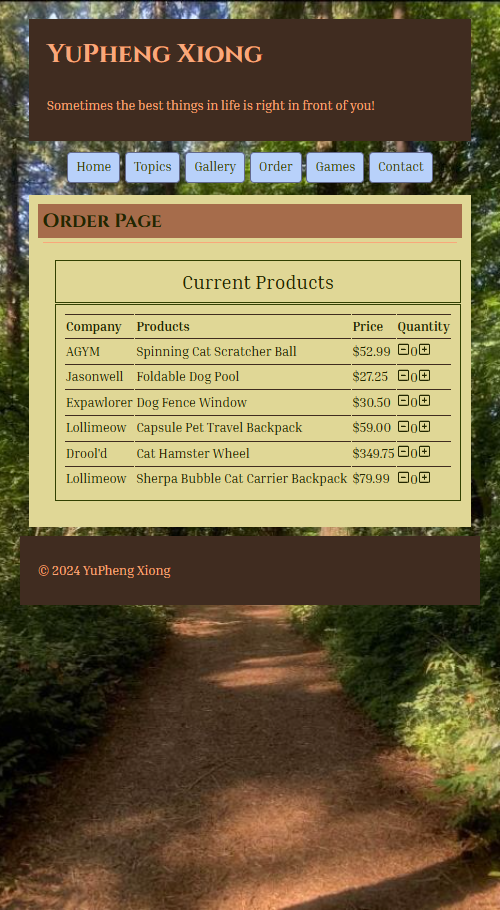 YuPheng Xiong
Sometimes the best things in life is right in front of you!
Home Topics Gallery Order Games Contact
Order Page
Current Products
Company Products Price Quantity
AGYM Spinning Cat Scratcher Ball $52.99 0
Jasonwell Foldable Dog Pool $27.25 0
Expawlorer Dog Fence Window $30.50 0
Lollimeow Capsule Pet Travel Backpack $59.00 0
Drool'd Cat Hamster Wheel $349.75 0
Lollimeow Sherpa Bubble Cat Carrier Backpack $79.99 0
© 2024 YuPheng Xiong